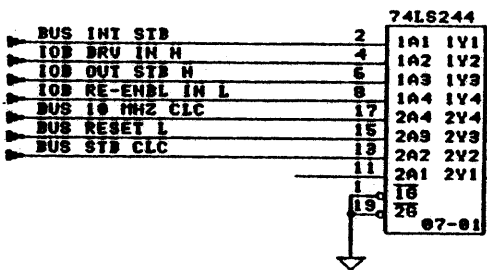 74LS244
BUS INT STB 2 1A1 1Y1
IOB DRV IN H 4 1A2 1Y2
IOB OUT STB H 6 1A3 1Y3
IOB RE-ENBL IN L 8 1A4 1Y4
BUS 10 MHZ CLC 17 2A4 2Y4
BUS RESET L 15 2A3 2Y3
BUS STB CLC 13 2A2 2Y2
11 2A1 2Y1
1 1G
19 2G
07-01